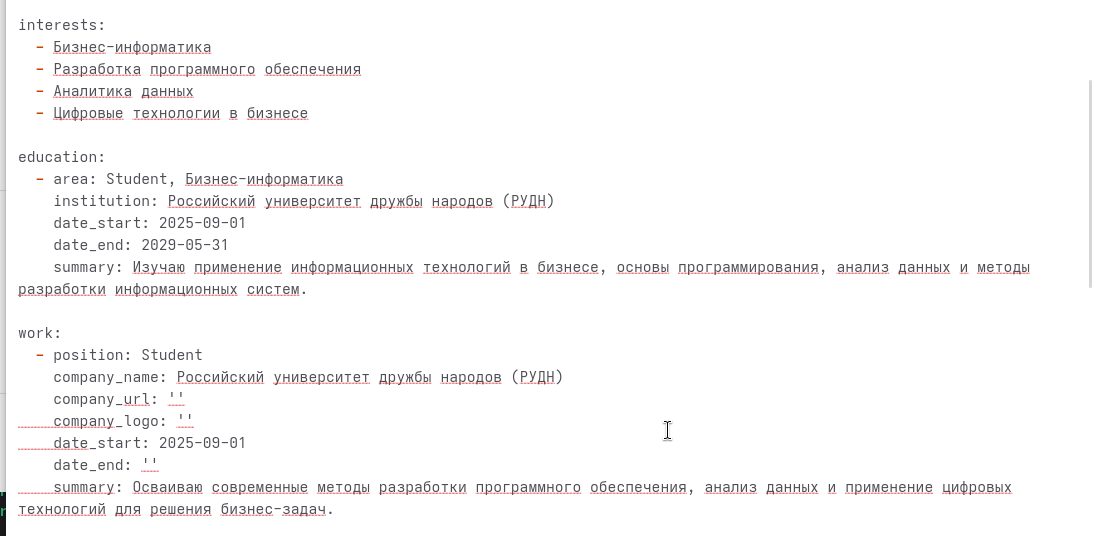 interests:
  - Бизнес-информатика
  - Разработка программного обеспечения
  - Аналитика данных
  - Цифровые технологии в бизнесе

education:
  - area: Student, Бизнес-информатика
    institution: Российский университет дружбы народов (РУДН)
    date_start: 2025-09-01
    date_end: 2029-05-31
    summary: Изучаю применение информационных технологий в бизнесе, основы программирования, анализ данных и методы
разработки информационных систем.

work:
  - position: Student
    company_name: Российский университет дружбы народов (РУДН)
    company_url: ''
    company_logo: ''
    date_start: 2025-09-01
    date_end: ''
    summary: Осваиваю современные методы разработки программного обеспечения, анализ данных и применение цифровых
технологий для решения бизнес-задач.